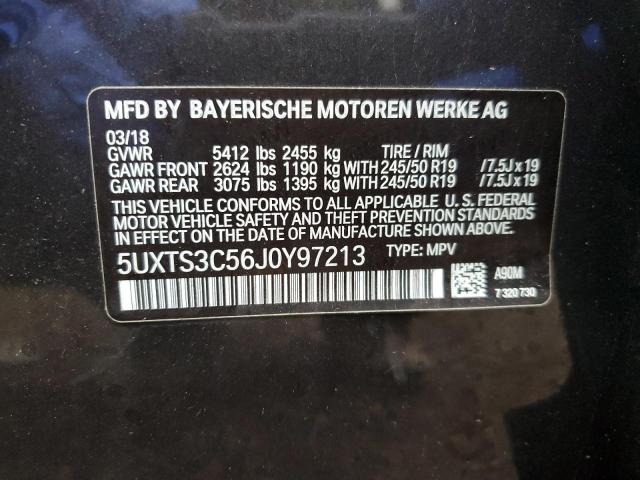 MFD BY BAYERISCHE MOTOREN WERKE AG
03/18
GVWR 5412 lbs 2455 kg TIRE / RIM
GAWR FRONT 2624 lbs 1190 kg WITH 245/50 R19 /7.5J x 19
GAWR REAR 3075 lbs 1395 kg WITH 245/50 R19 /7.5J x 19
THIS VEHICLE CONFORMS TO ALL APPLICABLE U. S. FEDERAL
MOTOR VEHICLE SAFETY AND THEFT PREVENTION STANDARDS
IN EFFECT ON THE DATE OF MANUFACTURE SHOWN ABOVE.
5UXTS3C56J0Y97213 TYPE: MPV
A90M
7 320 730